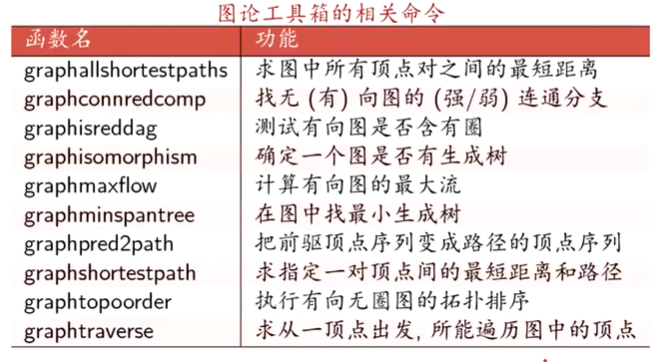 图论工具箱的相关命令
函数名 功能
graphallshortestpaths 求图中所有顶点对之间的最短距离
graphconnredcomp 找无 (有) 向图的 (强/弱) 连通分支
graphisreddag 测试有向图是否含有圈
graphisomorphism 确定一个图是否有生成树
graphmaxflow 计算有向图的最大流
graphminspantree 在图中找最小生成树
graphpred2path 把前驱顶点序列变成路径的顶点序列
graphshortestpath 求指定一对顶点间的最短距离和路径
graphtopoorder 执行有向无圈图的拓扑排序
graphtraverse 求从一顶点出发, 所能遍历图中的顶点